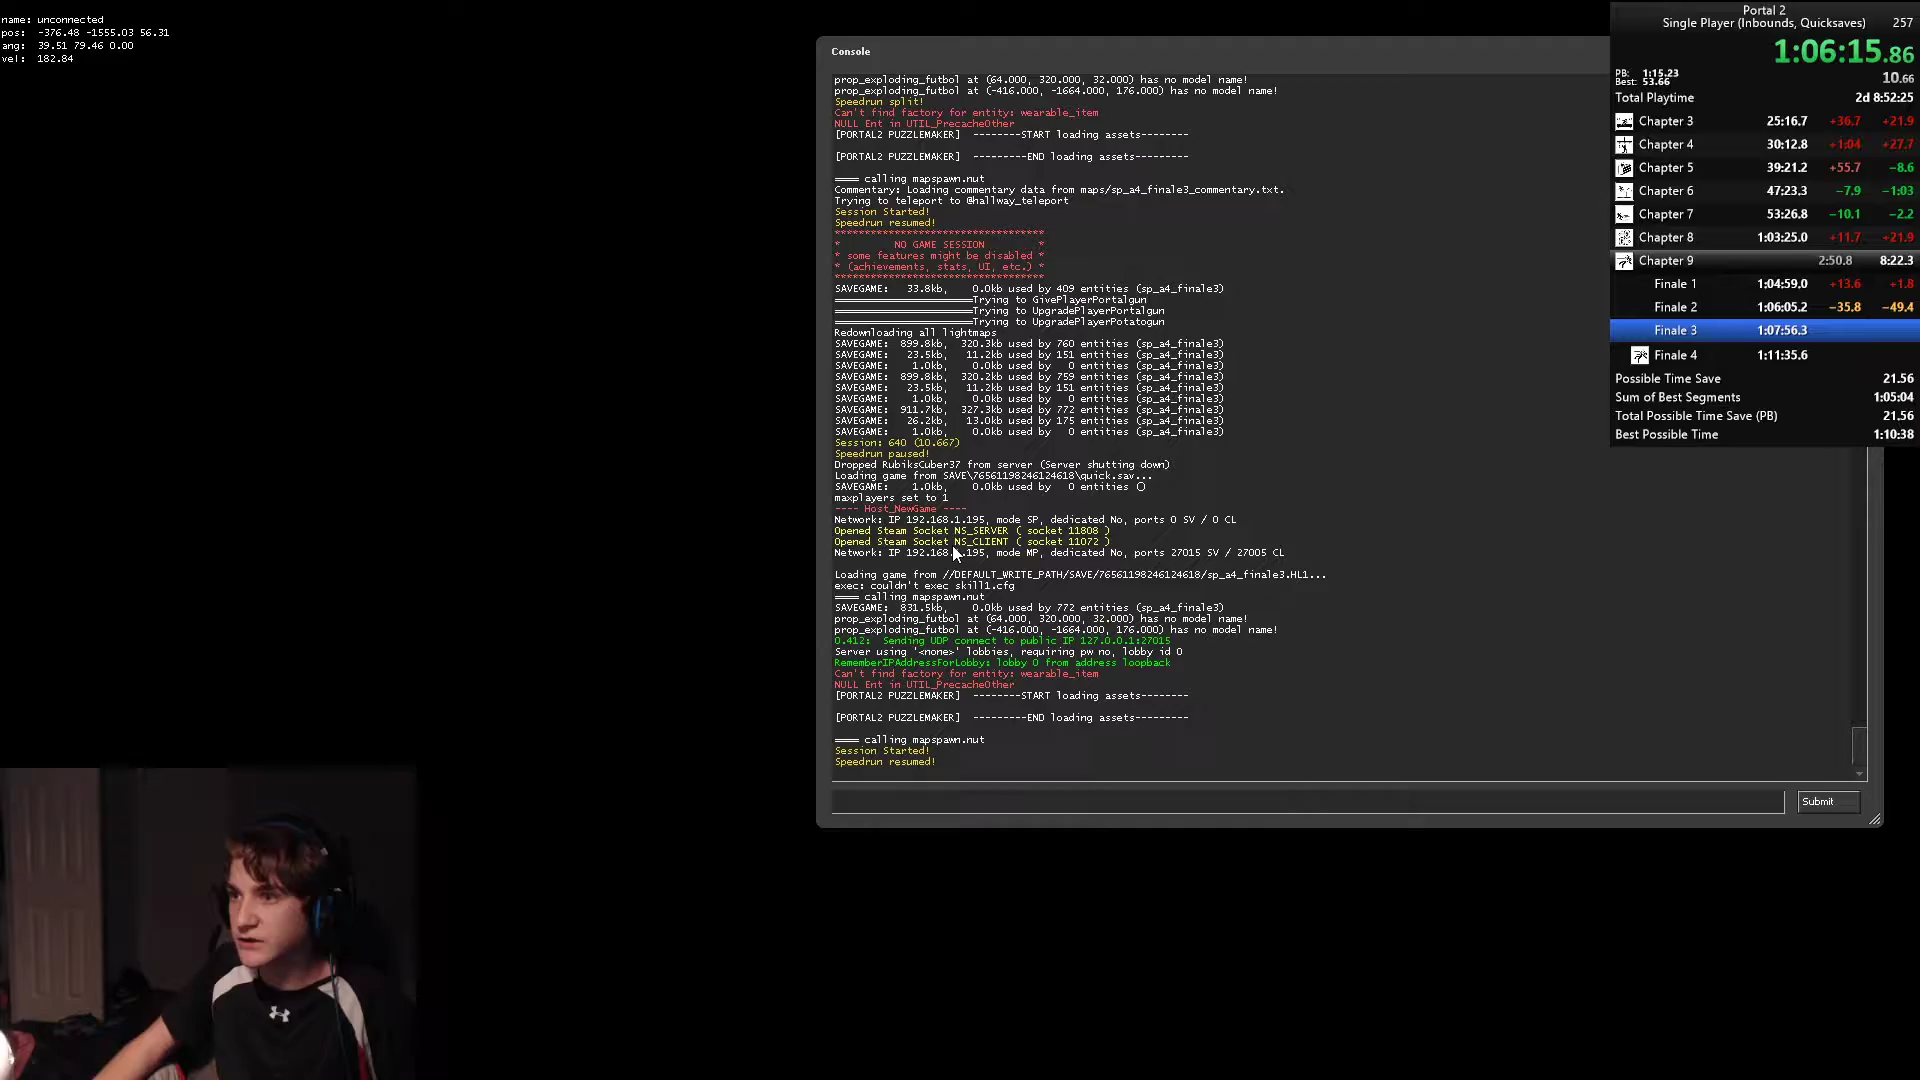 name: unconnected
pos: -376.48 -1555.03 56.31
ang: 39.51 79.46 0.00
vel: 182.84
Console
prop_exploding_futbol at (64.000, 320.000, 32.000) has no model name!
prop_exploding_futbol at (-416.000, -1664.000, 176.000) has no model name!
Speedrun split!
Can't find factory for entity: wearable_item
NULL Ent in UTIL_PrecacheOther
[PORTAL2 PUZZLEMAKER] --------START loading assets--------
[PORTAL2 PUZZLEMAKER] ---------END loading assets---------
==== calling mapspawn.nut
Commentary: Loading commentary data from maps/sp_a4_finale3_commentary.txt.
Trying to teleport to @hallway_teleport
Session Started!
Speedrun resumed!
***********************************
* NO GAME SESSION *
* some features might be disabled *
* (achievements, stats, UI, etc.) *
***********************************
SAVEGAME: 33.8kb, 0.0kb used by 409 entities (sp_a4_finale3)
=======================Trying to GivePlayerPortalgun
=======================Trying to UpgradePlayerPortalgun
=======================Trying to UpgradePlayerPotatogun
Redownloading all lightmaps
SAVEGAME: 899.8kb, 320.3kb used by 760 entities (sp_a4_finale3)
SAVEGAME: 23.5kb, 11.2kb used by 151 entities (sp_a4_finale3)
SAVEGAME: 1.0kb, 0.0kb used by 0 entities (sp_a4_finale3)
SAVEGAME: 899.8kb, 320.2kb used by 759 entities (sp_a4_finale3)
SAVEGAME: 23.5kb, 11.2kb used by 151 entities (sp_a4_finale3)
SAVEGAME: 1.0kb, 0.0kb used by 0 entities (sp_a4_finale3)
SAVEGAME: 911.7kb, 327.3kb used by 772 entities (sp_a4_finale3)
SAVEGAME: 26.2kb, 13.0kb used by 175 entities (sp_a4_finale3)
SAVEGAME: 1.0kb, 0.0kb used by 0 entities (sp_a4_finale3)
Session: 640 (10.667)
Speedrun paused!
Dropped RubiksCuber37 from server (Server shutting down)
Loading game from SAVE\76561198246124618\quick.sav...
SAVEGAME: 1.0kb, 0.0kb used by 0 entities ()
maxplayers set to 1
---- Host_NewGame ----
Network: IP 192.168.1.195, mode SP, dedicated No, ports 0 SV / 0 CL
Opened Steam Socket NS_SERVER ( socket 11808 )
Opened Steam Socket NS_CLIENT ( socket 11072 )
Network: IP 192.168.1.195, mode MP, dedicated No, ports 27015 SV / 27005 CL
Loading game from //DEFAULT_WRITE_PATH/SAVE/76561198246124618/sp_a4_finale3.HL1...
exec: couldn't exec skill1.cfg
==== calling mapspawn.nut
SAVEGAME: 831.5kb, 0.0kb used by 772 entities (sp_a4_finale3)
prop_exploding_futbol at (64.000, 320.000, 32.000) has no model name!
prop_exploding_futbol at (-416.000, -1664.000, 176.000) has no model name!
0.412: Sending UDP connect to public IP 127.0.0.1:27015
Server using '<none>' lobbies, requiring pw no, lobby id 0
RememberIPAddressForLobby: lobby 0 from address loopback
Can't find factory for entity: wearable_item
NULL Ent in UTIL_PrecacheOther
[PORTAL2 PUZZLEMAKER] --------START loading assets--------
[PORTAL2 PUZZLEMAKER] ---------END loading assets---------
==== calling mapspawn.nut
Session Started!
Speedrun resumed!
Submit
Portal 2
Single Player (Inbounds, Quicksaves) 257
1:06:15.86
PB: 1:15.23 10.66
Best: 53.66
Total Playtime 2d 8:52:25
Chapter 3 25:16.7 +36.7 +21.9
Chapter 4 30:12.8 +1:04 +27.7
Chapter 5 39:21.2 +55.7 −8.6
Chapter 6 47:23.3 −7.9 −1:03
Chapter 7 53:26.8 −10.1 −2.2
Chapter 8 1:03:25.0 +11.7 +21.9
Chapter 9 2:50.8 8:22.3
Finale 1 1:04:59.0 +13.6 +1.8
Finale 2 1:06:05.2 −35.8 −49.4
Finale 3 1:07:56.3
Finale 4 1:11:35.6
Possible Time Save 21.56
Sum of Best Segments 1:05:04
Total Possible Time Save (PB) 21.56
Best Possible Time 1:10:38